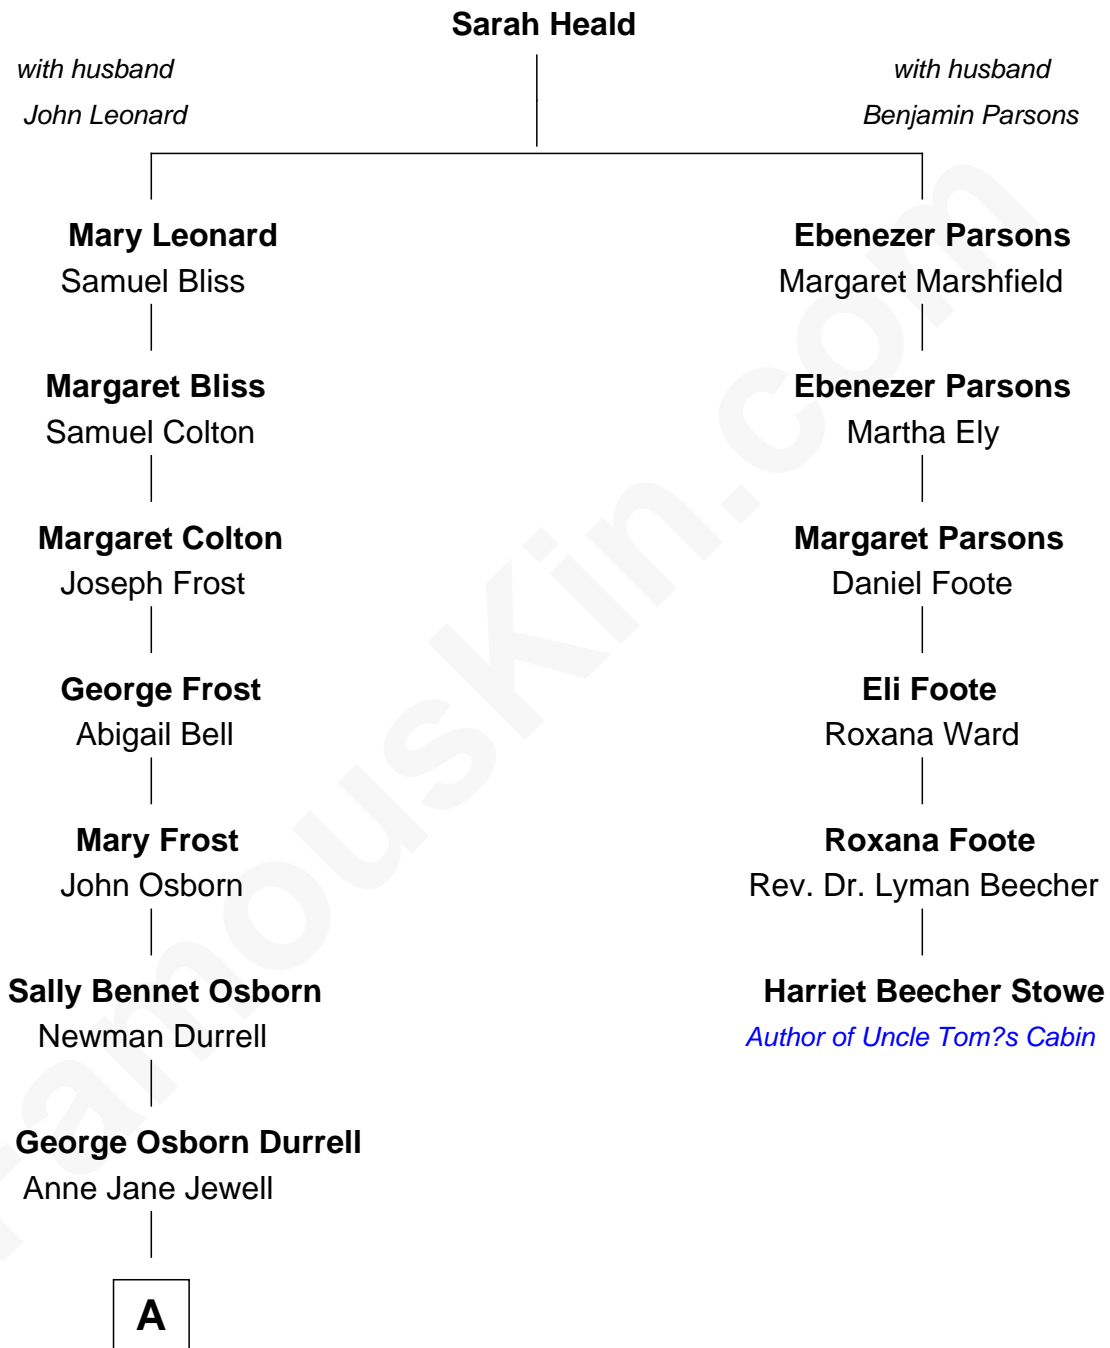 Sarah Heald
with husband
John Leonard
with husband
Benjamin Parsons
Mary Leonard
Samuel Bliss
Ebenezer Parsons
Margaret Marshfield
Margaret Bliss
Samuel Colton
Ebenezer Parsons
Martha Ely
Margaret Colton
Joseph Frost
Margaret Parsons
Daniel Foote
George Frost
Abigail Bell
Eli Foote
Roxana Ward
Mary Frost
John Osborn
Roxana Foote
Rev. Dr. Lyman Beecher
Sally Bennet Osborn
Newman Durrell
Harriet Beecher Stowe
Author of Uncle Tom?s Cabin
George Osborn Durrell
Anne Jane Jewell
A
FamousKin.com